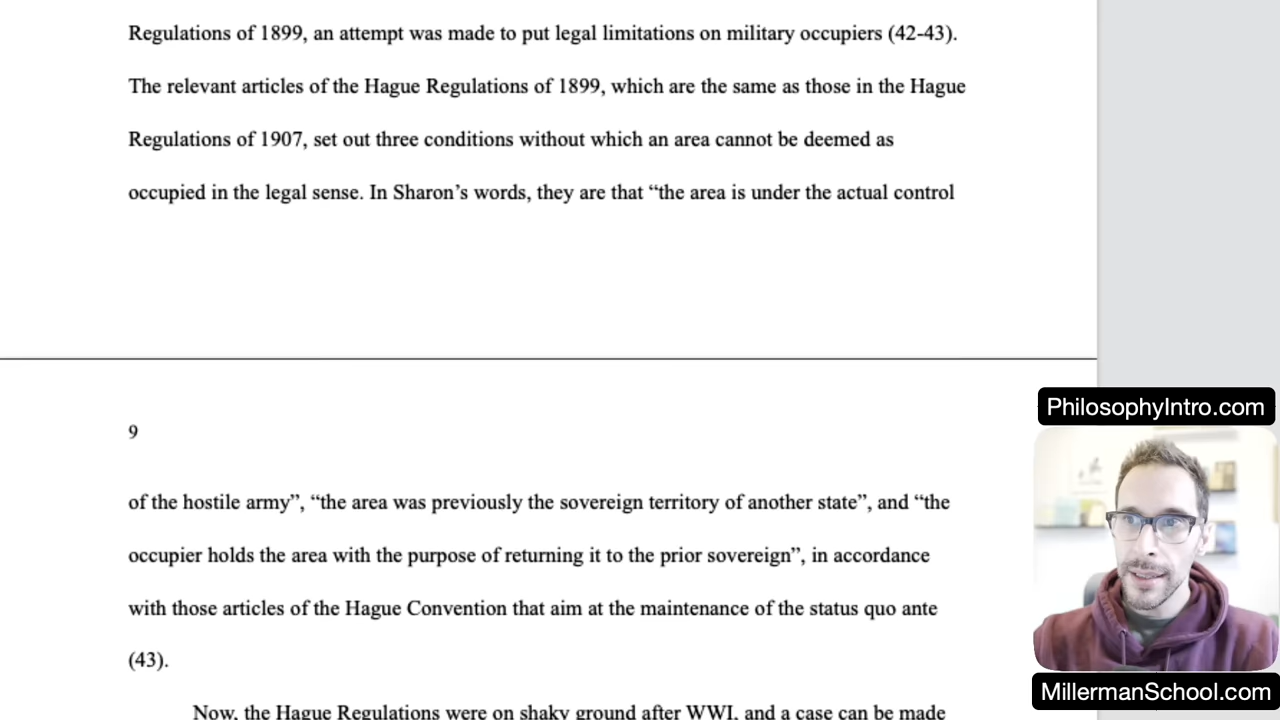 Regulations of 1899, an attempt was made to put legal limitations on military occupiers (42-43).
The relevant articles of the Hague Regulations of 1899, which are the same as those in the Hague
Regulations of 1907, set out three conditions without which an area cannot be deemed as
occupied in the legal sense. In Sharon’s words, they are that “the area is under the actual control
9
of the hostile army”, “the area was previously the sovereign territory of another state”, and “the
occupier holds the area with the purpose of returning it to the prior sovereign”, in accordance
with those articles of the Hague Convention that aim at the maintenance of the status quo ante
(43).
Now, the Hague Regulations were on shaky ground after WWI, and a case can be made
PhilosophyIntro.com
MillermanSchool.com